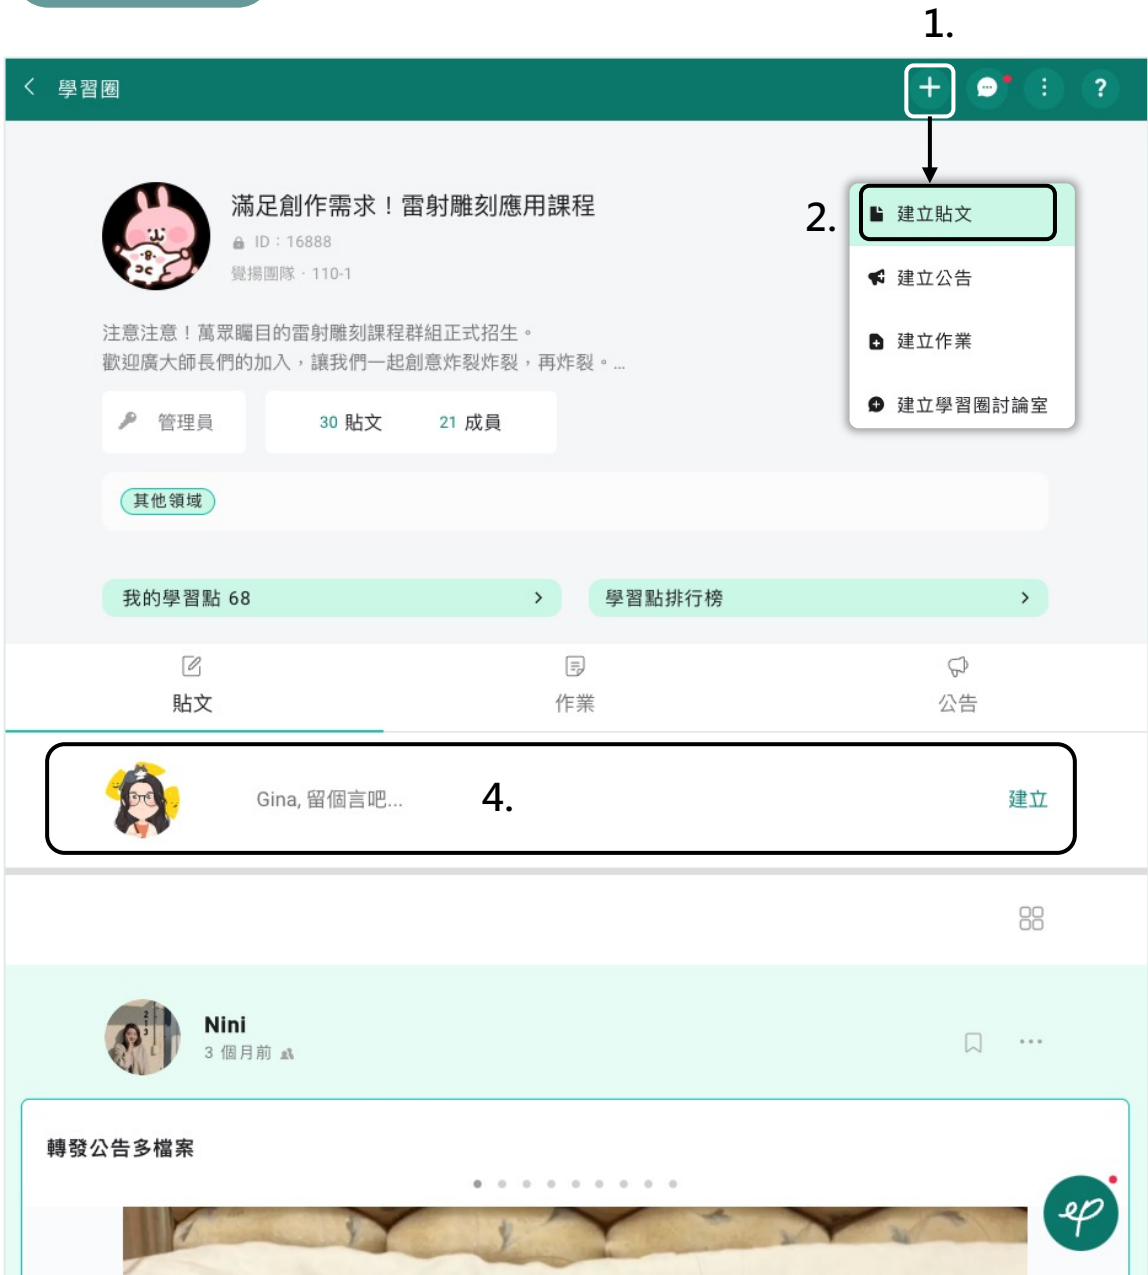 1.
學習圈
?
滿足創作需求！雷射雕刻應用課程
ID：16888
覺揚團隊 · 110-1
2.
建立貼文
建立公告
建立作業
建立學習圈討論室
注意注意！萬眾矚目的雷射雕刻課程群組正式招生。
歡迎廣大師長們的加入，讓我們一起創意炸裂炸裂，再炸裂。...
管理員
30 貼文
21 成員
其他領域
我的學習點 68
學習點排行榜
貼文
作業
公告
Gina, 留個言吧...
4.
建立
Nini
3 個月前
轉發公告多檔案
ep